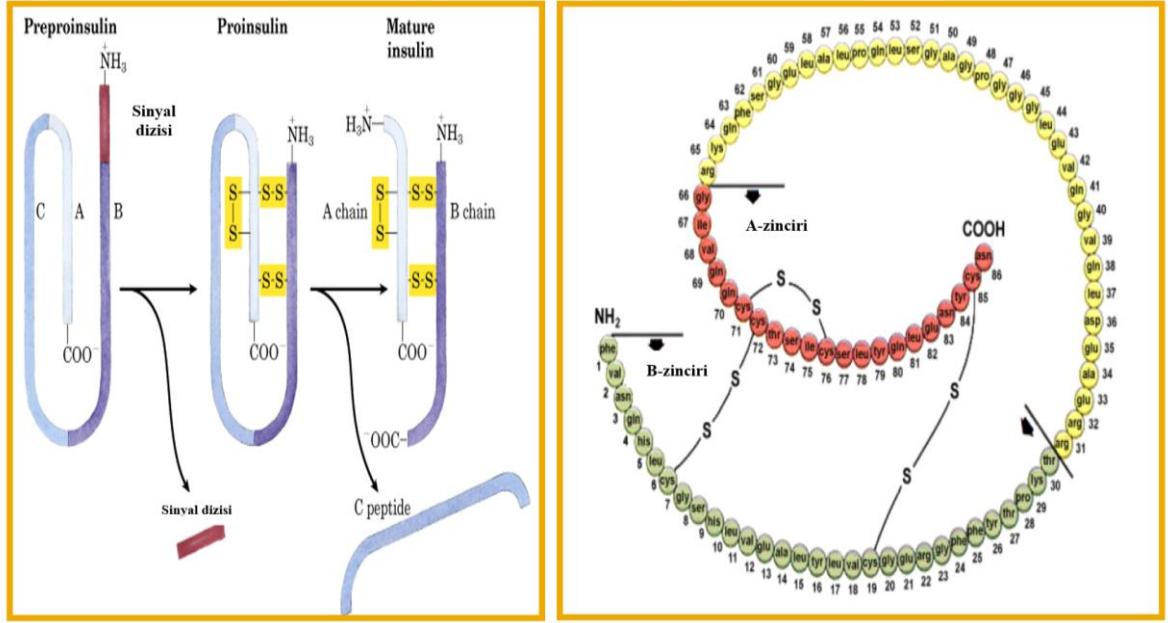 Preproinsulin
Proinsulin
Mature
insulin
+
NH3
Sinyal
dizisi
C
A
B
COO−
+
NH3
S
S
S-S
S-S
COO−
+
H3N
+
NH3
A chain
S
S
S-S
S-S
B chain
COO−
−OOC
Sinyal dizisi
C peptide
NH2
B-zinciri
phe val asn gln his leu cys gly ser his leu val glu ala leu tyr leu val cys gly glu arg gly phe phe tyr thr pro lys thr
1 2 3 4 5 6 7 8 9 10 11 12 13 14 15 16 17 18 19 20 21 22 23 24 25 26 27 28 29 30
arg arg glu ala glu asp leu gln val gly gln val glu leu gly gly gly pro gly ala gly ser leu gln pro leu ala leu glu gly ser phe gln lys arg
31 32 33 34 35 36 37 38 39 40 41 42 43 44 45 46 47 48 49 50 51 52 53 54 55 56 57 58 59 60 61 62 63 64 65
A-zinciri
gly ile val gln gln cys cys thr ser ile cys ser leu tyr gln leu glu asn tyr cys asn
66 67 68 69 70 71 72 73 74 75 76 77 78 79 80 81 82 83 84 85 86
COOH
S
S
S
S
S
S